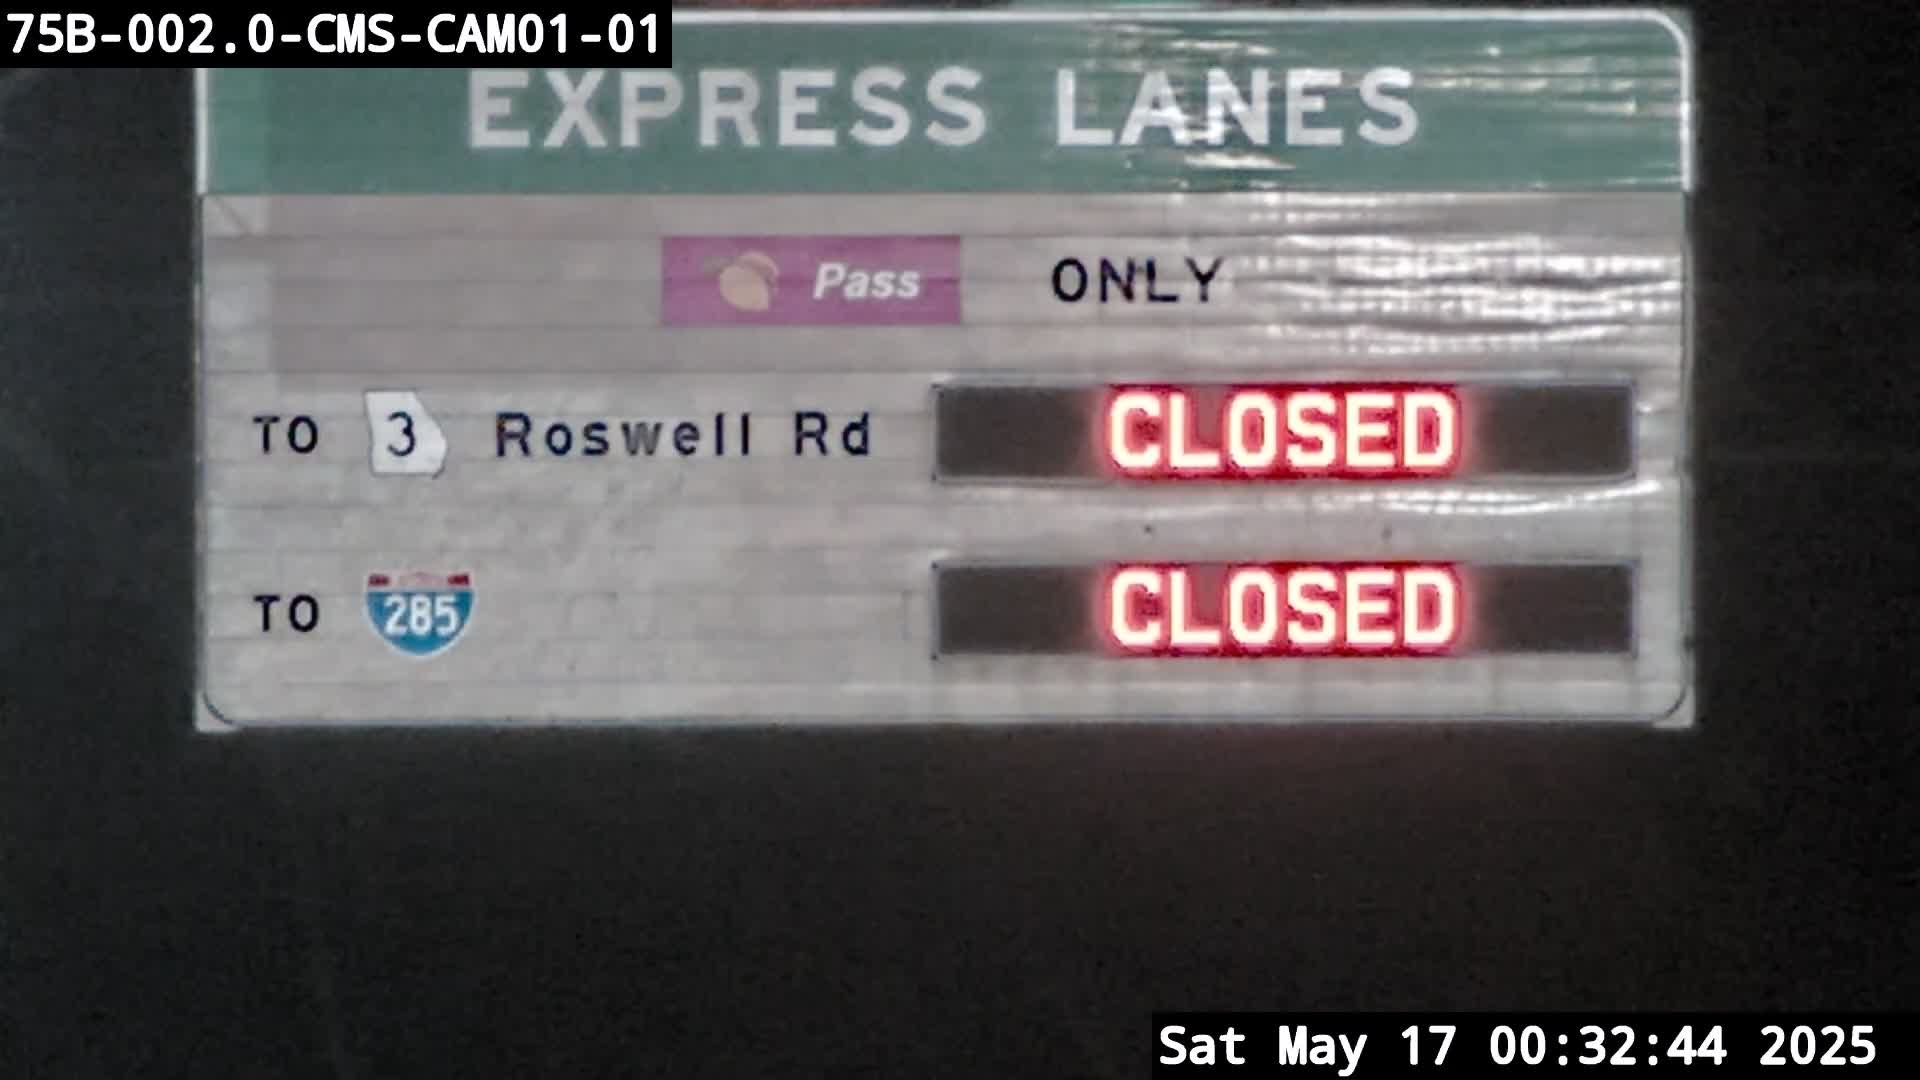 75B-002.0-CMS-CAM01-01
EXPRESS LANES
Pass ONLY
TO 3 Roswell Rd CLOSED
TO 285 CLOSED
Sat May 17 00:32:44 2025